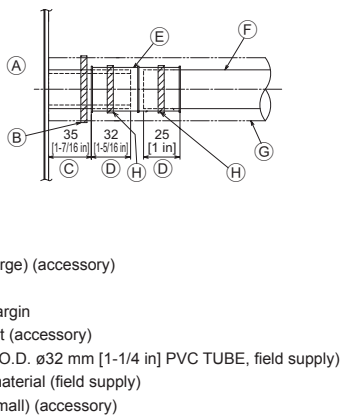 E
F
A
B
35
[1-7/16 in]
32
[1-5/16 in]
25
[1 in]
C
D
H
D
H
G
rge) (accessory)
argin
t (accessory)
O.D. ø32 mm [1-1/4 in] PVC TUBE, field supply)
naterial (field supply)
mall) (accessory)